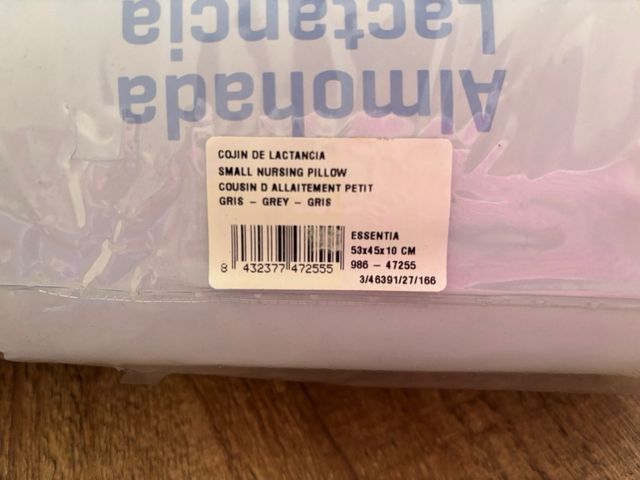 Almohada
Lactancia
COJIN DE LACTANCIA
SMALL NURSING PILLOW
COUSIN D ALLAITEMENT PETIT
GRIS - GREY - GRIS
ESSENTIA
53x45x10 CM
986 - 47255
3/46391/27/166
8 432377 472555